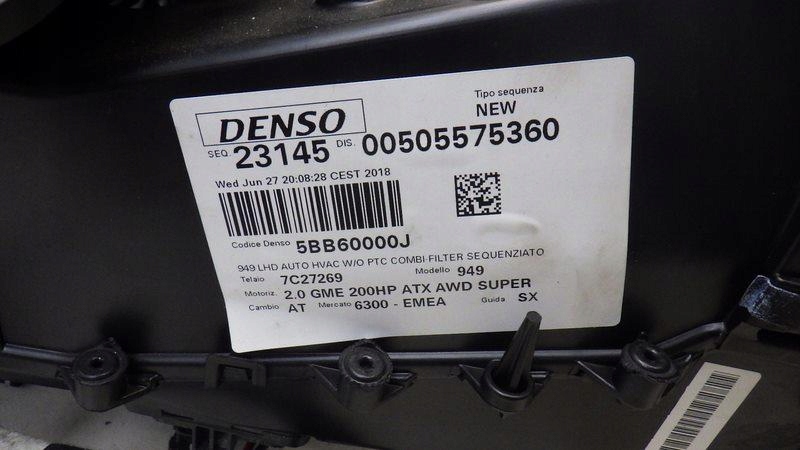 Tipo sequenza
NEW
DENSO
SEQ. 23145 DIS. 00505575360
Wed Jun 27 20:08:28 CEST 2018
Codice Denso 5BB60000J
949 LHD AUTO HVAC W/O PTC COMBI-FILTER SEQUENZIATO
Telaio 7C27269 Modello 949
Motoriz. 2.0 GME 200HP ATX AWD SUPER
Cambio AT Mercato 6300 - EMEA Guida SX